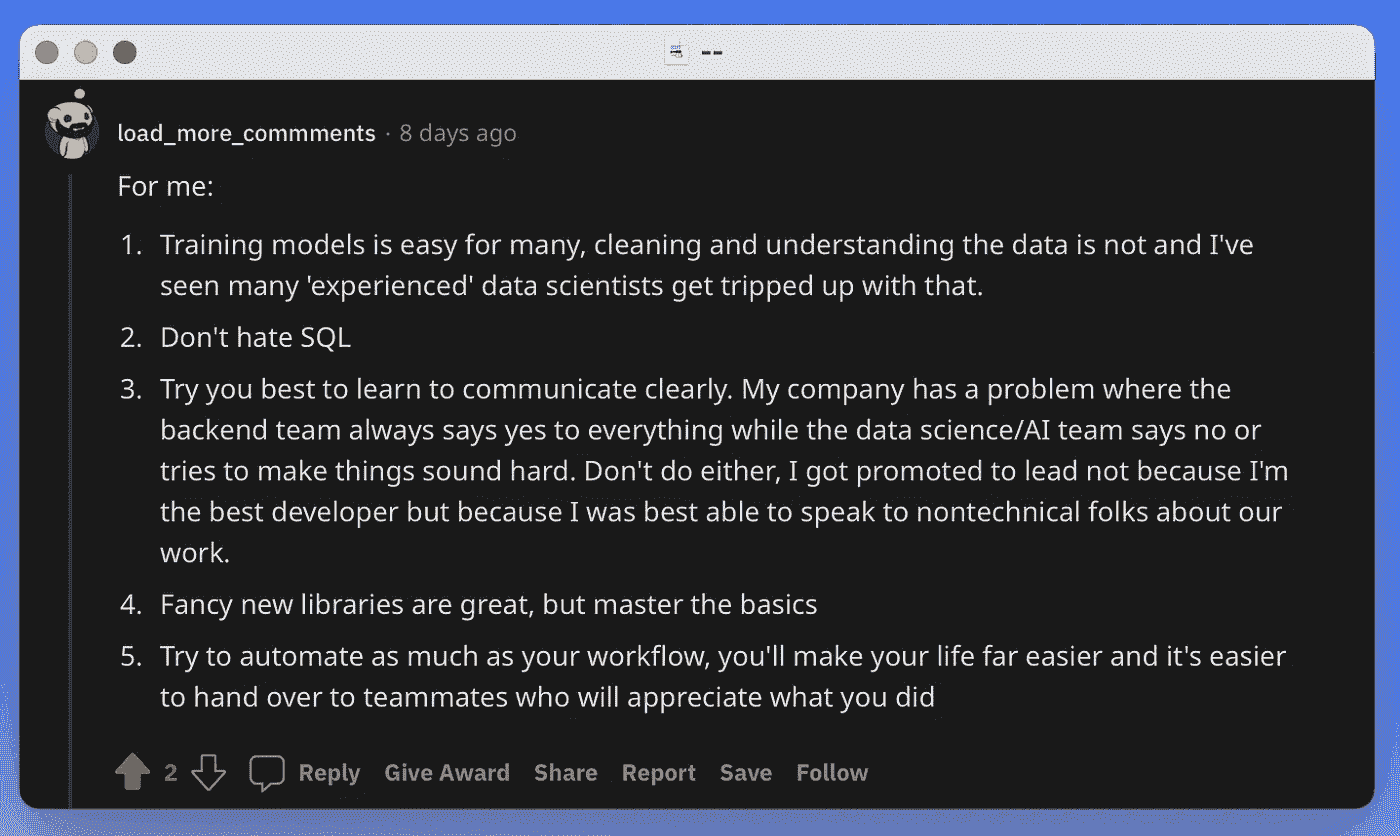 --
load_more_commments · 8 days ago
For me:
1. Training models is easy for many, cleaning and understanding the data is not and I've
seen many 'experienced' data scientists get tripped up with that.
2. Don't hate SQL
3. Try you best to learn to communicate clearly. My company has a problem where the
backend team always says yes to everything while the data science/AI team says no or
tries to make things sound hard. Don't do either, I got promoted to lead not because I'm
the best developer but because I was best able to speak to nontechnical folks about our
work.
4. Fancy new libraries are great, but master the basics
5. Try to automate as much as your workflow, you'll make your life far easier and it's easier
to hand over to teammates who will appreciate what you did
2 Reply Give Award Share Report Save Follow